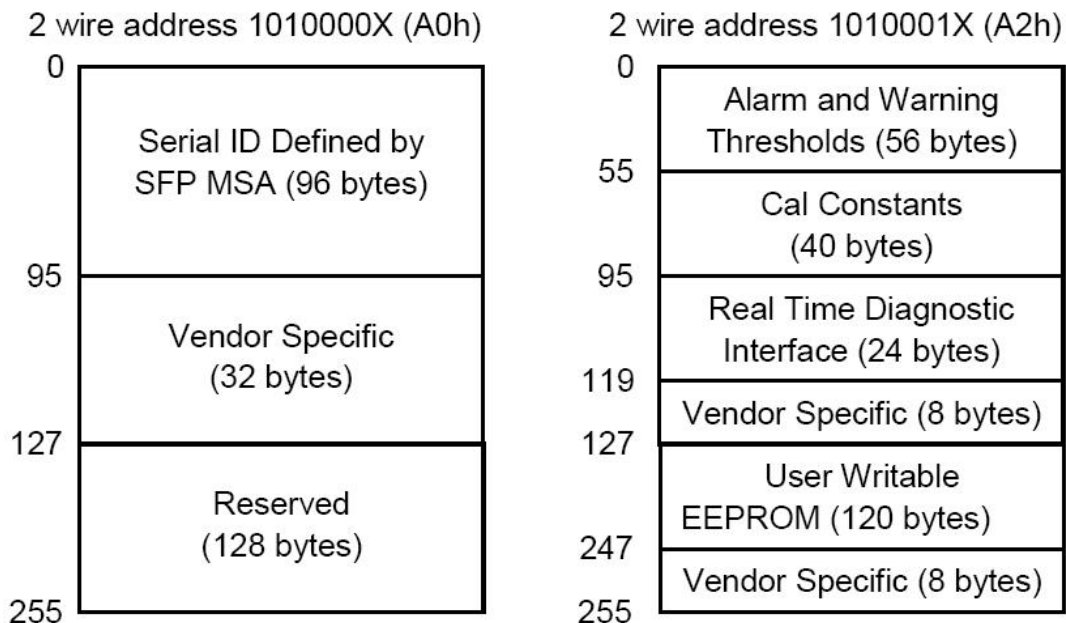 2 wire address 1010000X (A0h)
0
Serial ID Defined by
SFP MSA (96 bytes)
95
Vendor Specific
(32 bytes)
127
Reserved
(128 bytes)
255
2 wire address 1010001X (A2h)
0
Alarm and Warning
Thresholds (56 bytes)
55
Cal Constants
(40 bytes)
95
Real Time Diagnostic
Interface (24 bytes)
119
Vendor Specific (8 bytes)
127
User Writable
EEPROM (120 bytes)
247
Vendor Specific (8 bytes)
255